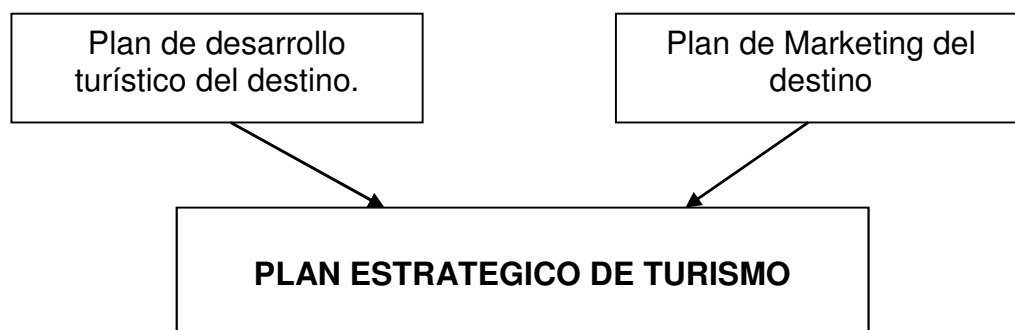 Plan de desarrollo
turístico del destino.
Plan de Marketing del
destino
PLAN ESTRATEGICO DE TURISMO